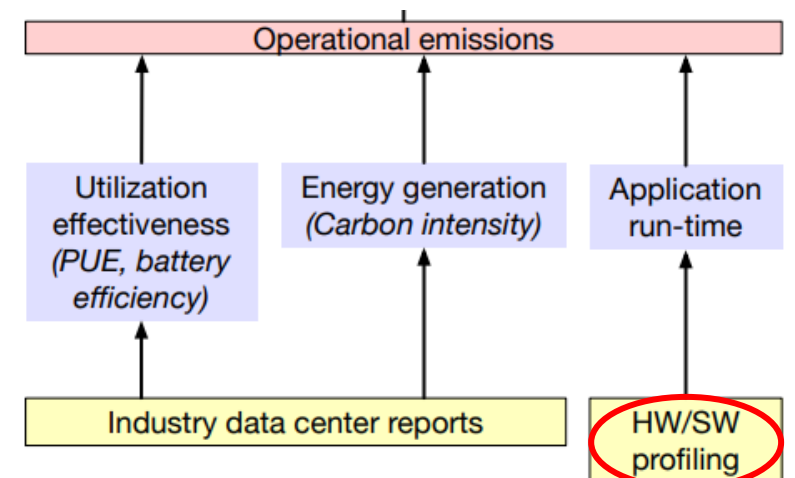 Operational emissions
Utilization
effectiveness
(PUE, battery
efficiency)
Energy generation
(Carbon intensity)
Application
run-time
Industry data center reports
HW/SW
profiling